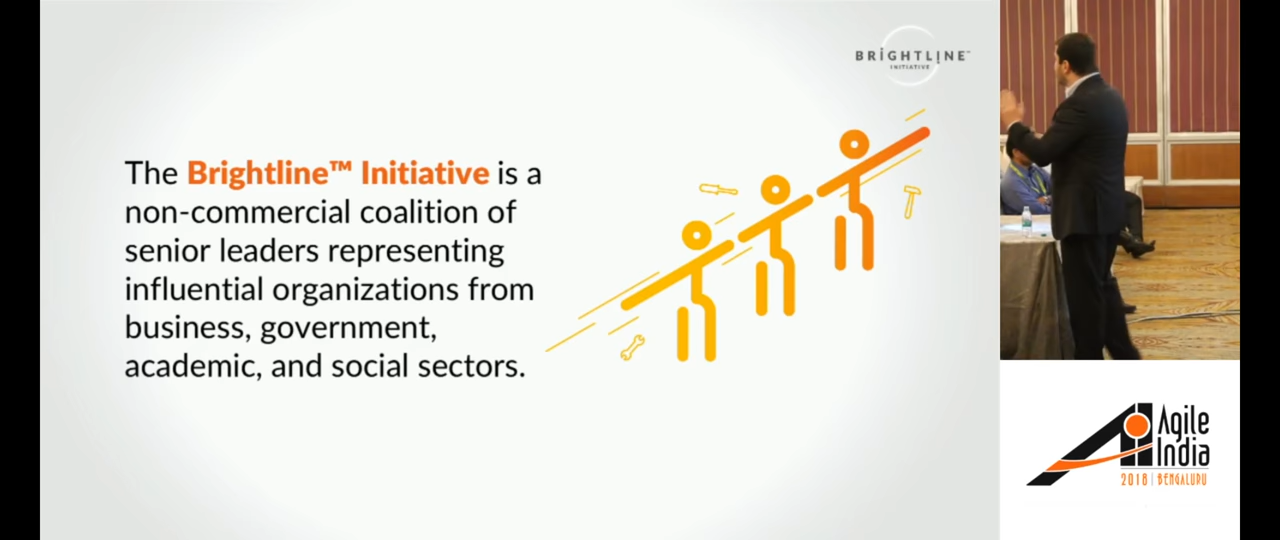 BRIGHTLINE™
INITIATIVE
The Brightline™ Initiative is a
non-commercial coalition of
senior leaders representing
influential organizations from
business, government,
academic, and social sectors.
Agile
India
2018 | BENGALURU